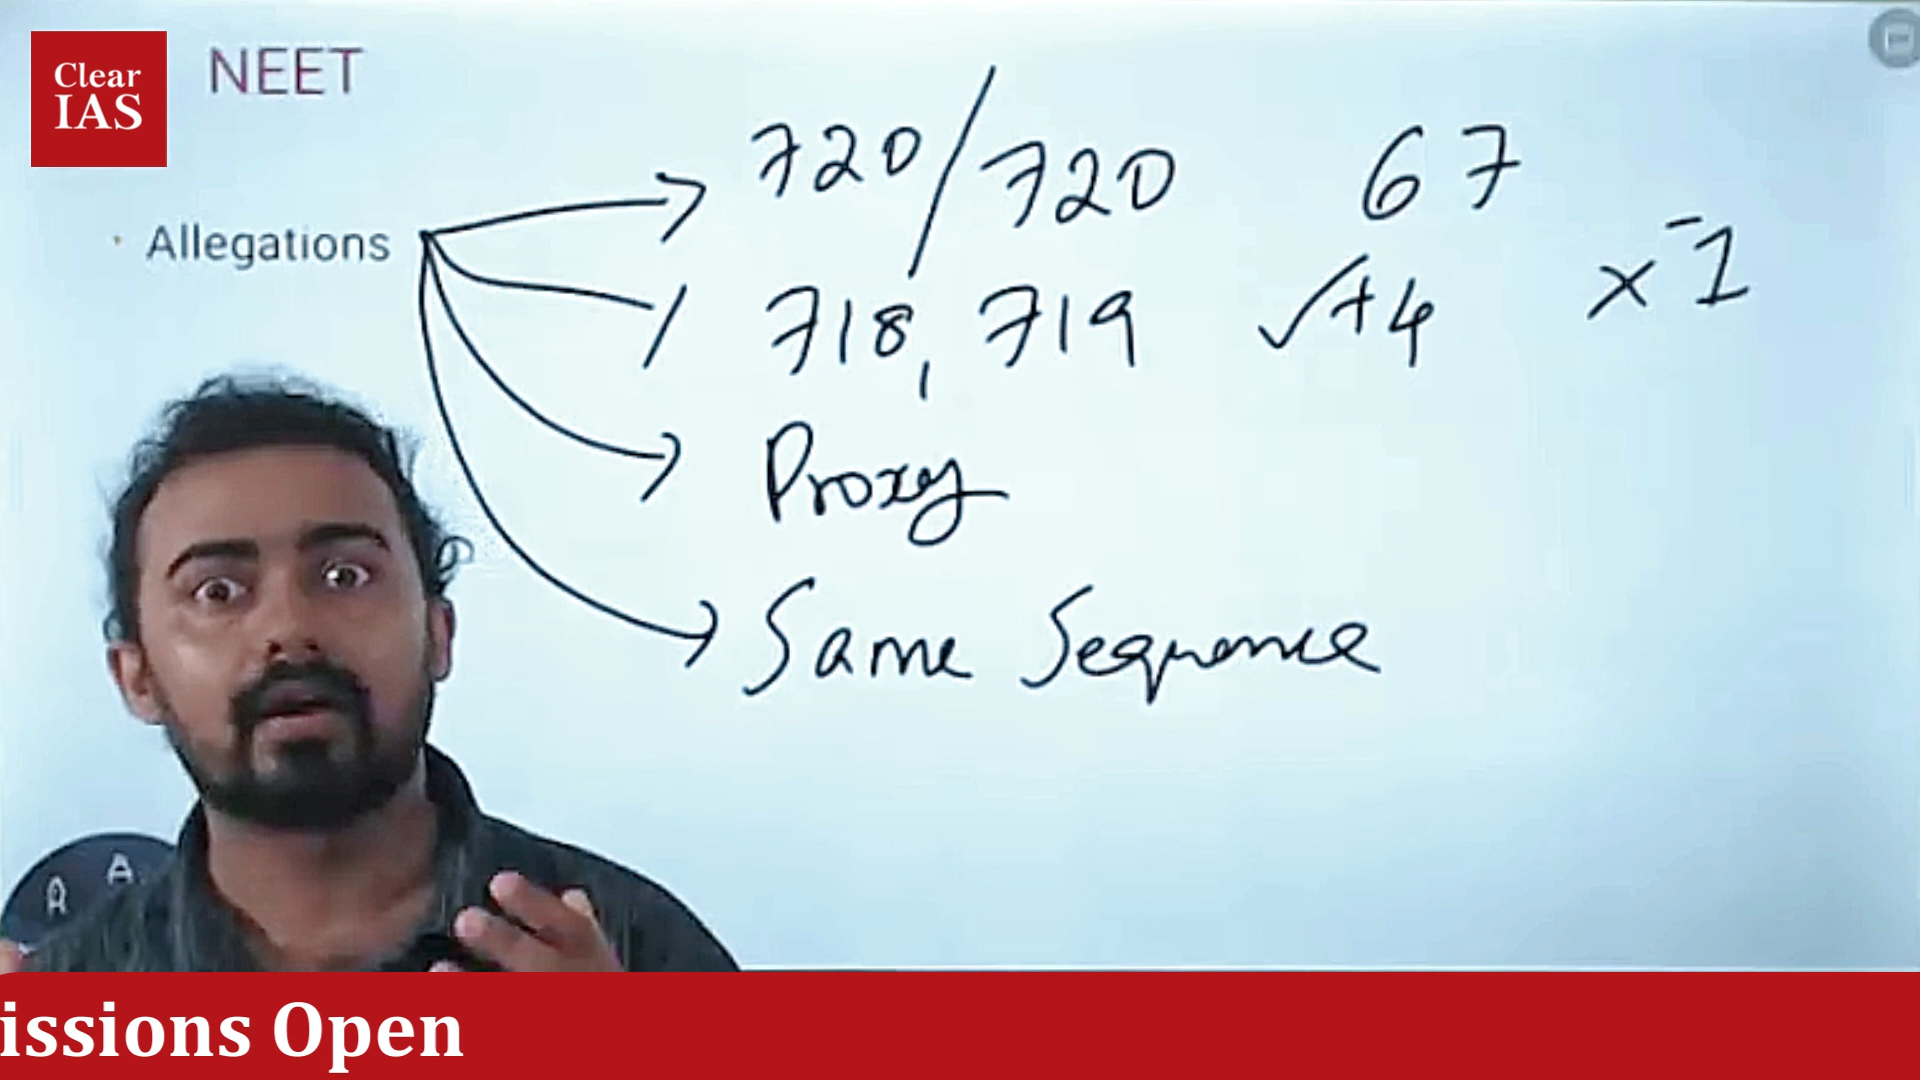 Clear
IAS
NEET
720/720 67
• Allegations
718, 719 ✓+4 x -1
Proxy
Same Sequence
A A
issions Open